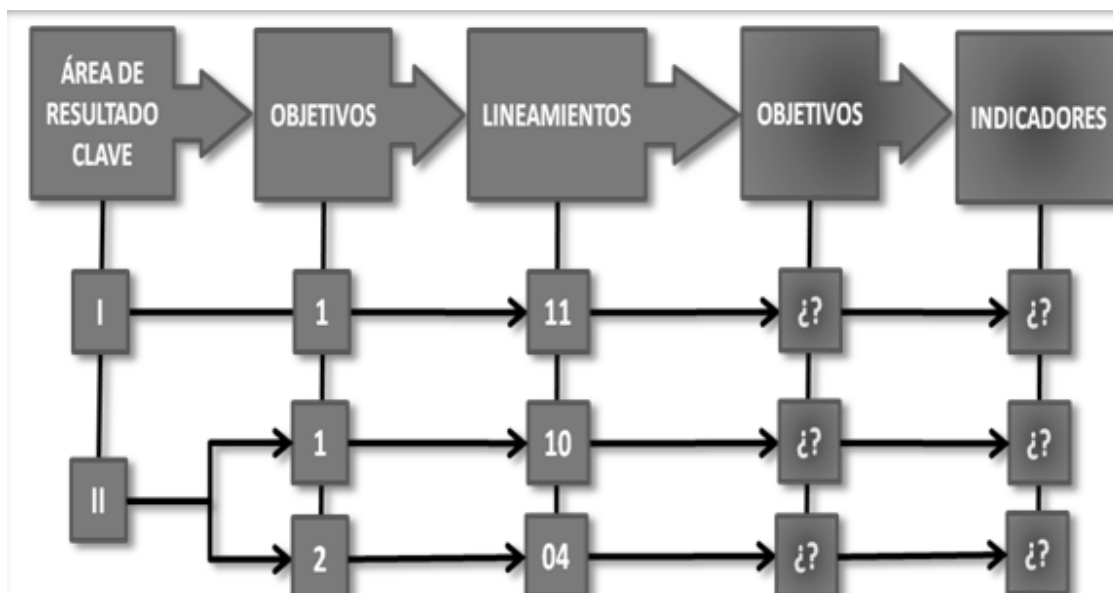 ÁREA DE
RESULTADO
CLAVE
OBJETIVOS
LINEAMIENTOS
OBJETIVOS
INDICADORES
I
1
11
¿?
¿?
1
10
¿?
¿?
II
2
04
¿?
¿?